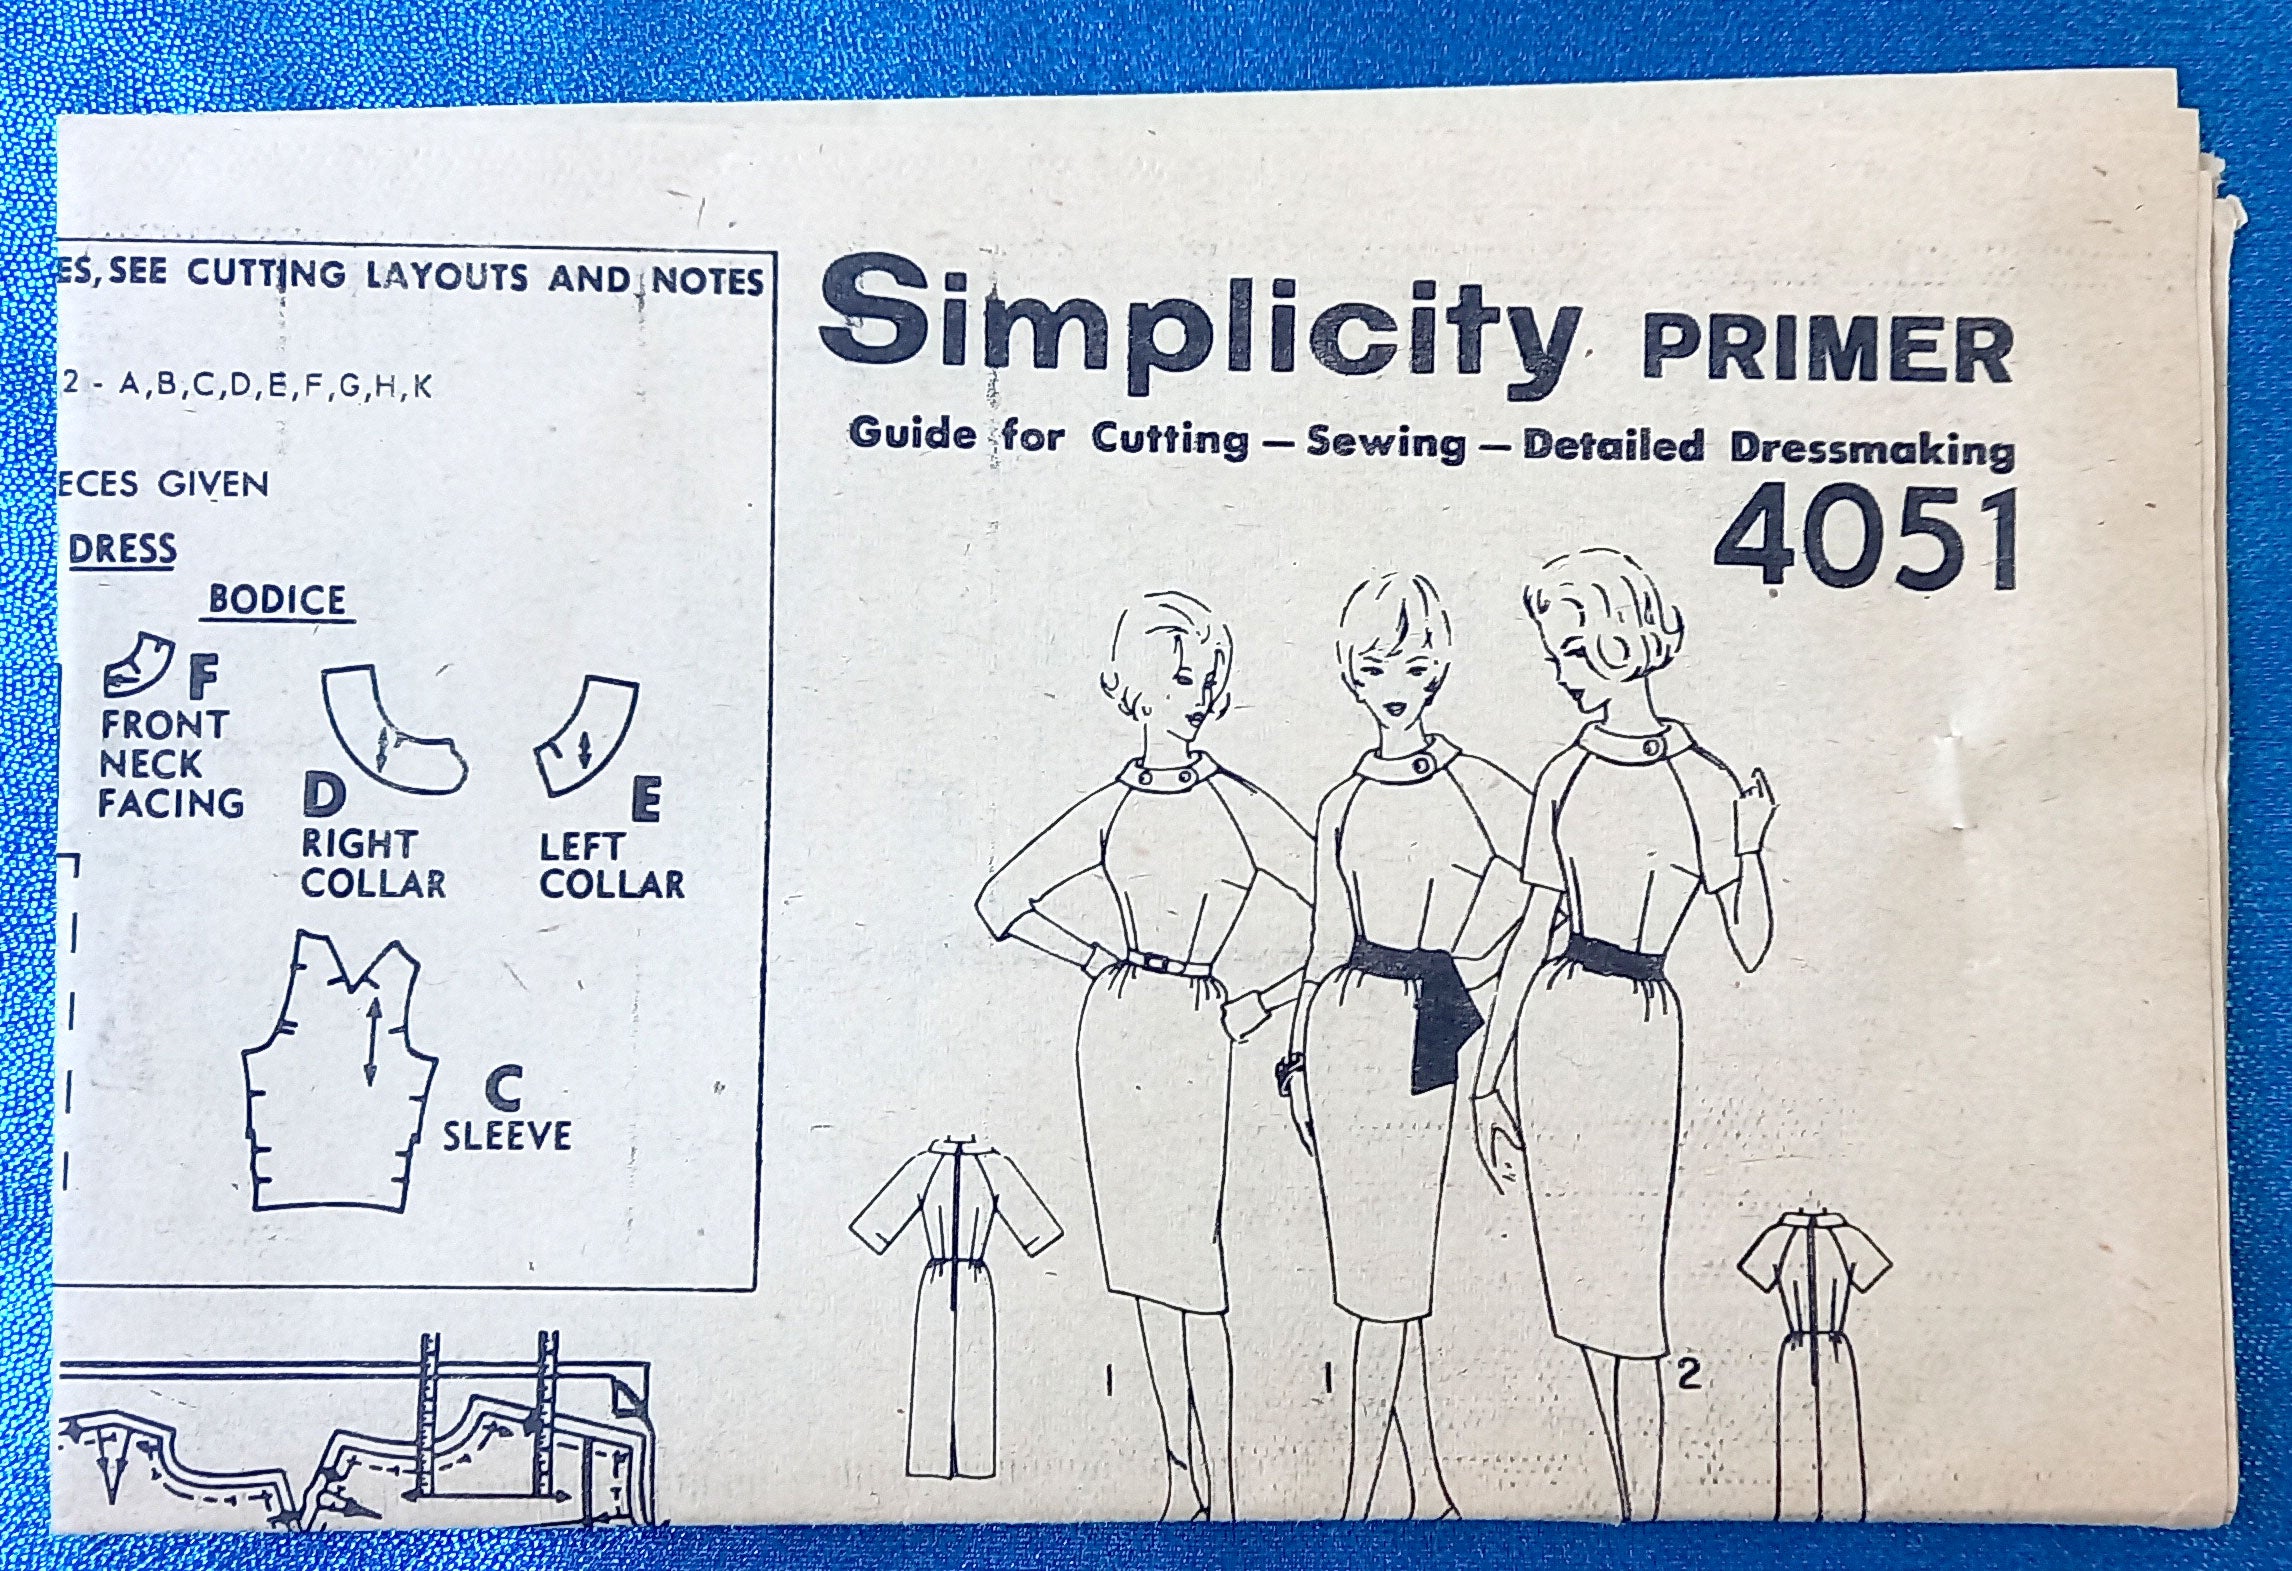 ES, SEE CUTTING LAYOUTS AND NOTES
2 - A,B,C,D,E,F,G,H,K
ECES GIVEN
DRESS
BODICE
F
FRONT
NECK
FACING
D
RIGHT
COLLAR
E
LEFT
COLLAR
C
SLEEVE
Simplicity PRIMER
Guide for Cutting — Sewing — Detailed Dressmaking
4051
1
1
2